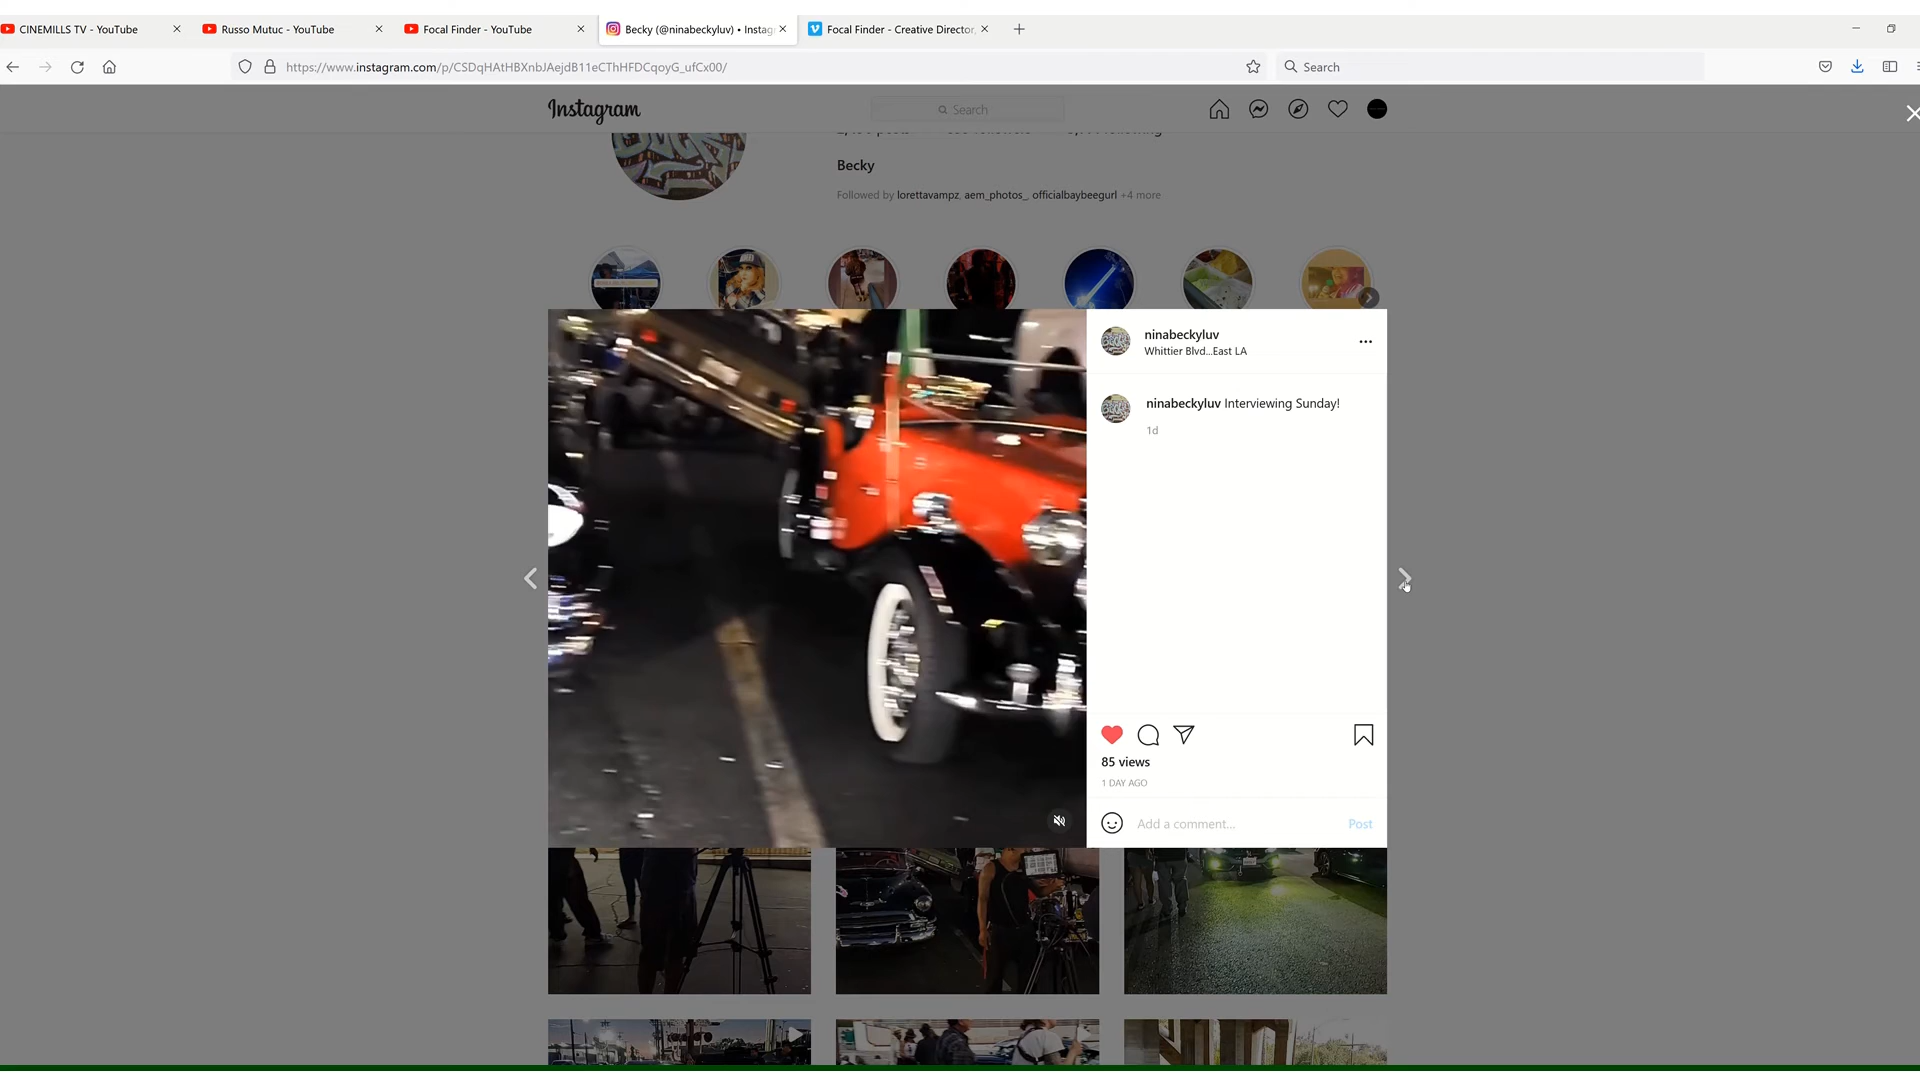 CINEMILLS TV - YouTube
Russo Mutuc - YouTube
Focal Finder - YouTube
Becky (@ninabeckyluv) • Instag
Focal Finder - Creative Director,
https://www.instagram.com/p/CSDqHAtHBXnbJAejdB11eCThHFDCqoyG_ufCx00/
Search
Instagram
Search
Becky
Followed by lorettavampz, aem_photos_, officialbaybeegurl +4 more
ninabeckyluv
Whittier Blvd...East LA
ninabeckyluv Interviewing Sunday!
1d
85 views
1 DAY AGO
Add a comment...
Post